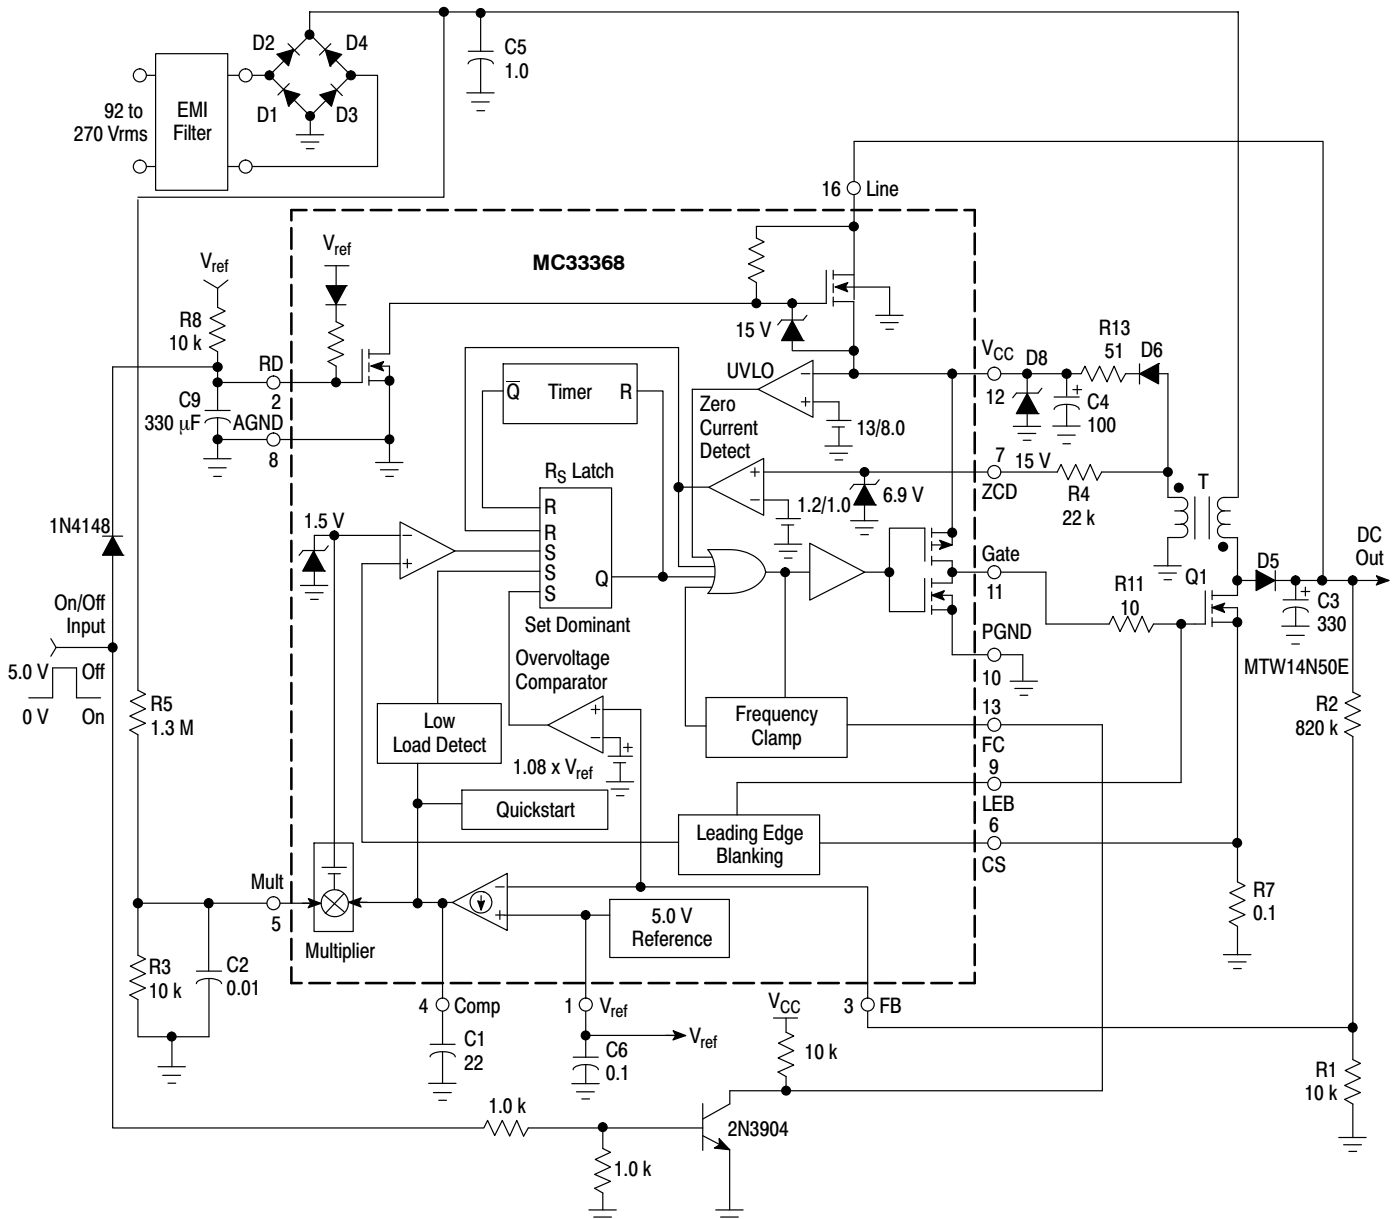 D2
D4
D1
D3
C5
1.0
92 to
270 Vrms
EMI
Filter
16
Line
MC33368
Vref
Vref
R8
10 k
RD
2
C9
330 μF
AGND
8
15 V
UVLO
VCC
12
D8
R13
51
D6
C4
100
+
Q̅
Timer
R
Zero
Current
Detect
13/8.0
7
ZCD
15 V
R4
22 k
T
6.9 V
1.2/1.0
RS Latch
R
R
S
S
S
Q
Set Dominant
1N4148
1.5 V
On/Off
Input
5.0 V
Off
0 V
On
R5
1.3 M
Gate
11
R11
10
Q1
D5
DC
Out
C3
330
+
MTW14N50E
PGND
10
Overvoltage
Comparator
Low
Load Detect
1.08 x Vref
Quickstart
Frequency
Clamp
13
FC
9
LEB
6
CS
Leading Edge
Blanking
R2
820 k
R7
0.1
Mult
5
Multiplier
5.0 V
Reference
R3
10 k
C2
0.01
4
Comp
1
Vref
3
FB
C1
22
C6
0.1
Vref
VCC
10 k
R1
10 k
1.0 k
1.0 k
2N3904